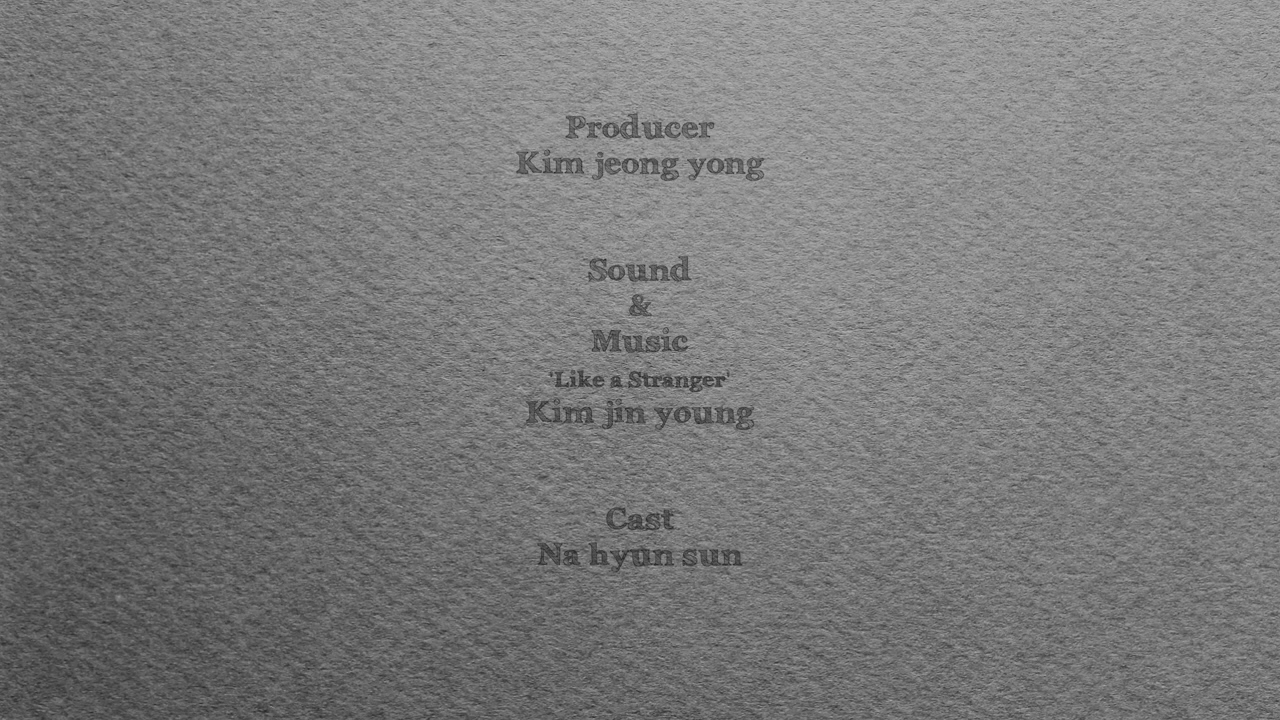 Producer
Kim jeong yong
Sound
&
Music
'Like a Stranger'
Kim jin young
Cast
Na hyun sun